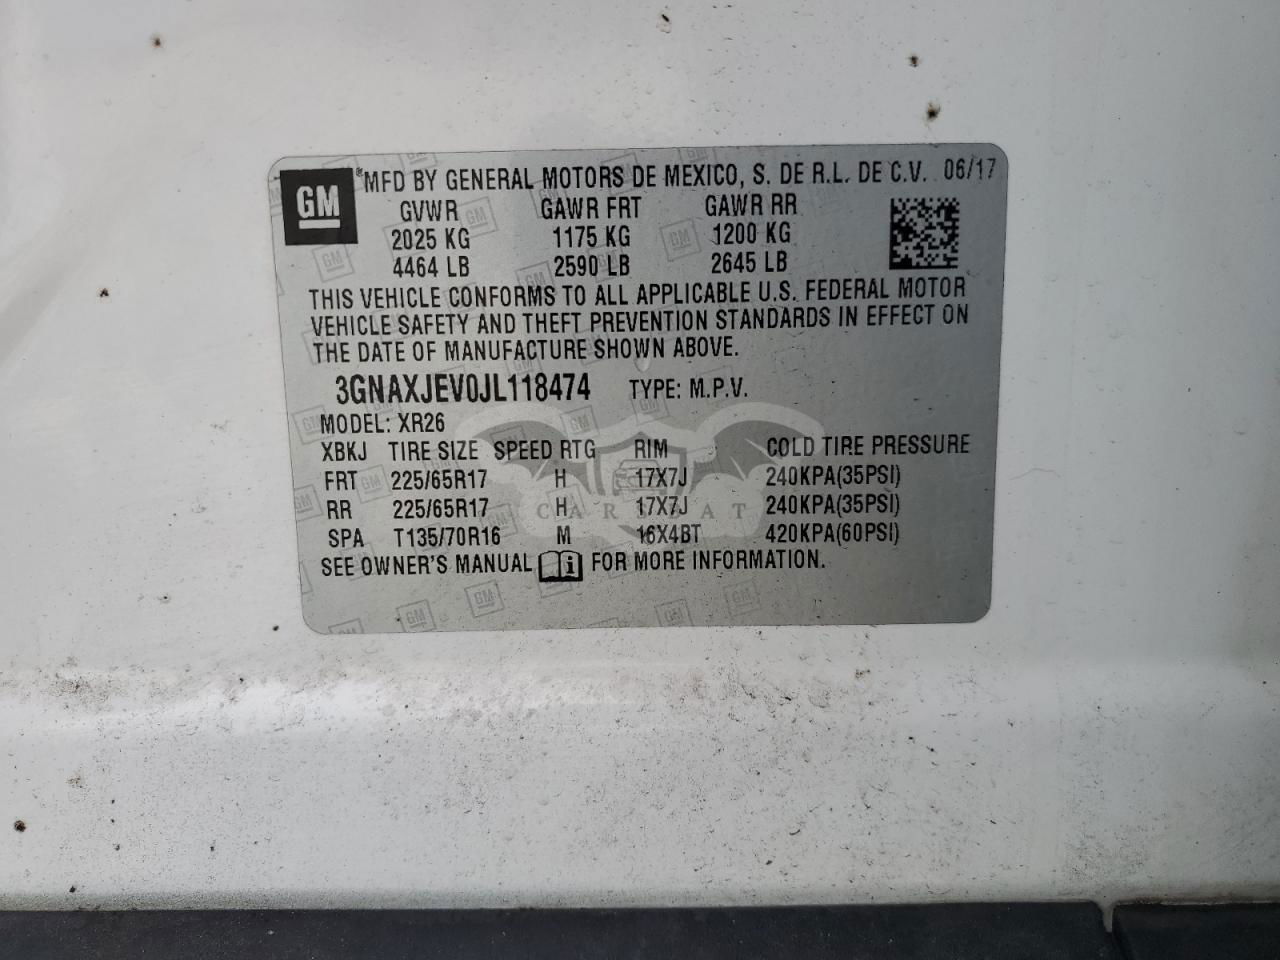 GM ®MFD BY GENERAL MOTORS DE MEXICO, S. DE R.L. DE C.V. 06/17
GVWR GAWR FRT GAWR RR
2025 KG 1175 KG 1200 KG
4464 LB 2590 LB 2645 LB
THIS VEHICLE CONFORMS TO ALL APPLICABLE U.S. FEDERAL MOTOR
VEHICLE SAFETY AND THEFT PREVENTION STANDARDS IN EFFECT ON
THE DATE OF MANUFACTURE SHOWN ABOVE.
3GNAXJEV0JL118474 TYPE: M.P.V.
MODEL: XR26
XBKJ TIRE SIZE SPEED RTG RIM COLD TIRE PRESSURE
FRT 225/65R17 H 17X7J 240KPA(35PSI)
RR 225/65R17 H 17X7J 240KPA(35PSI)
CARSBAT
SPA T135/70R16 M 16X4BT 420KPA(60PSI)
SEE OWNER'S MANUAL i FOR MORE INFORMATION.